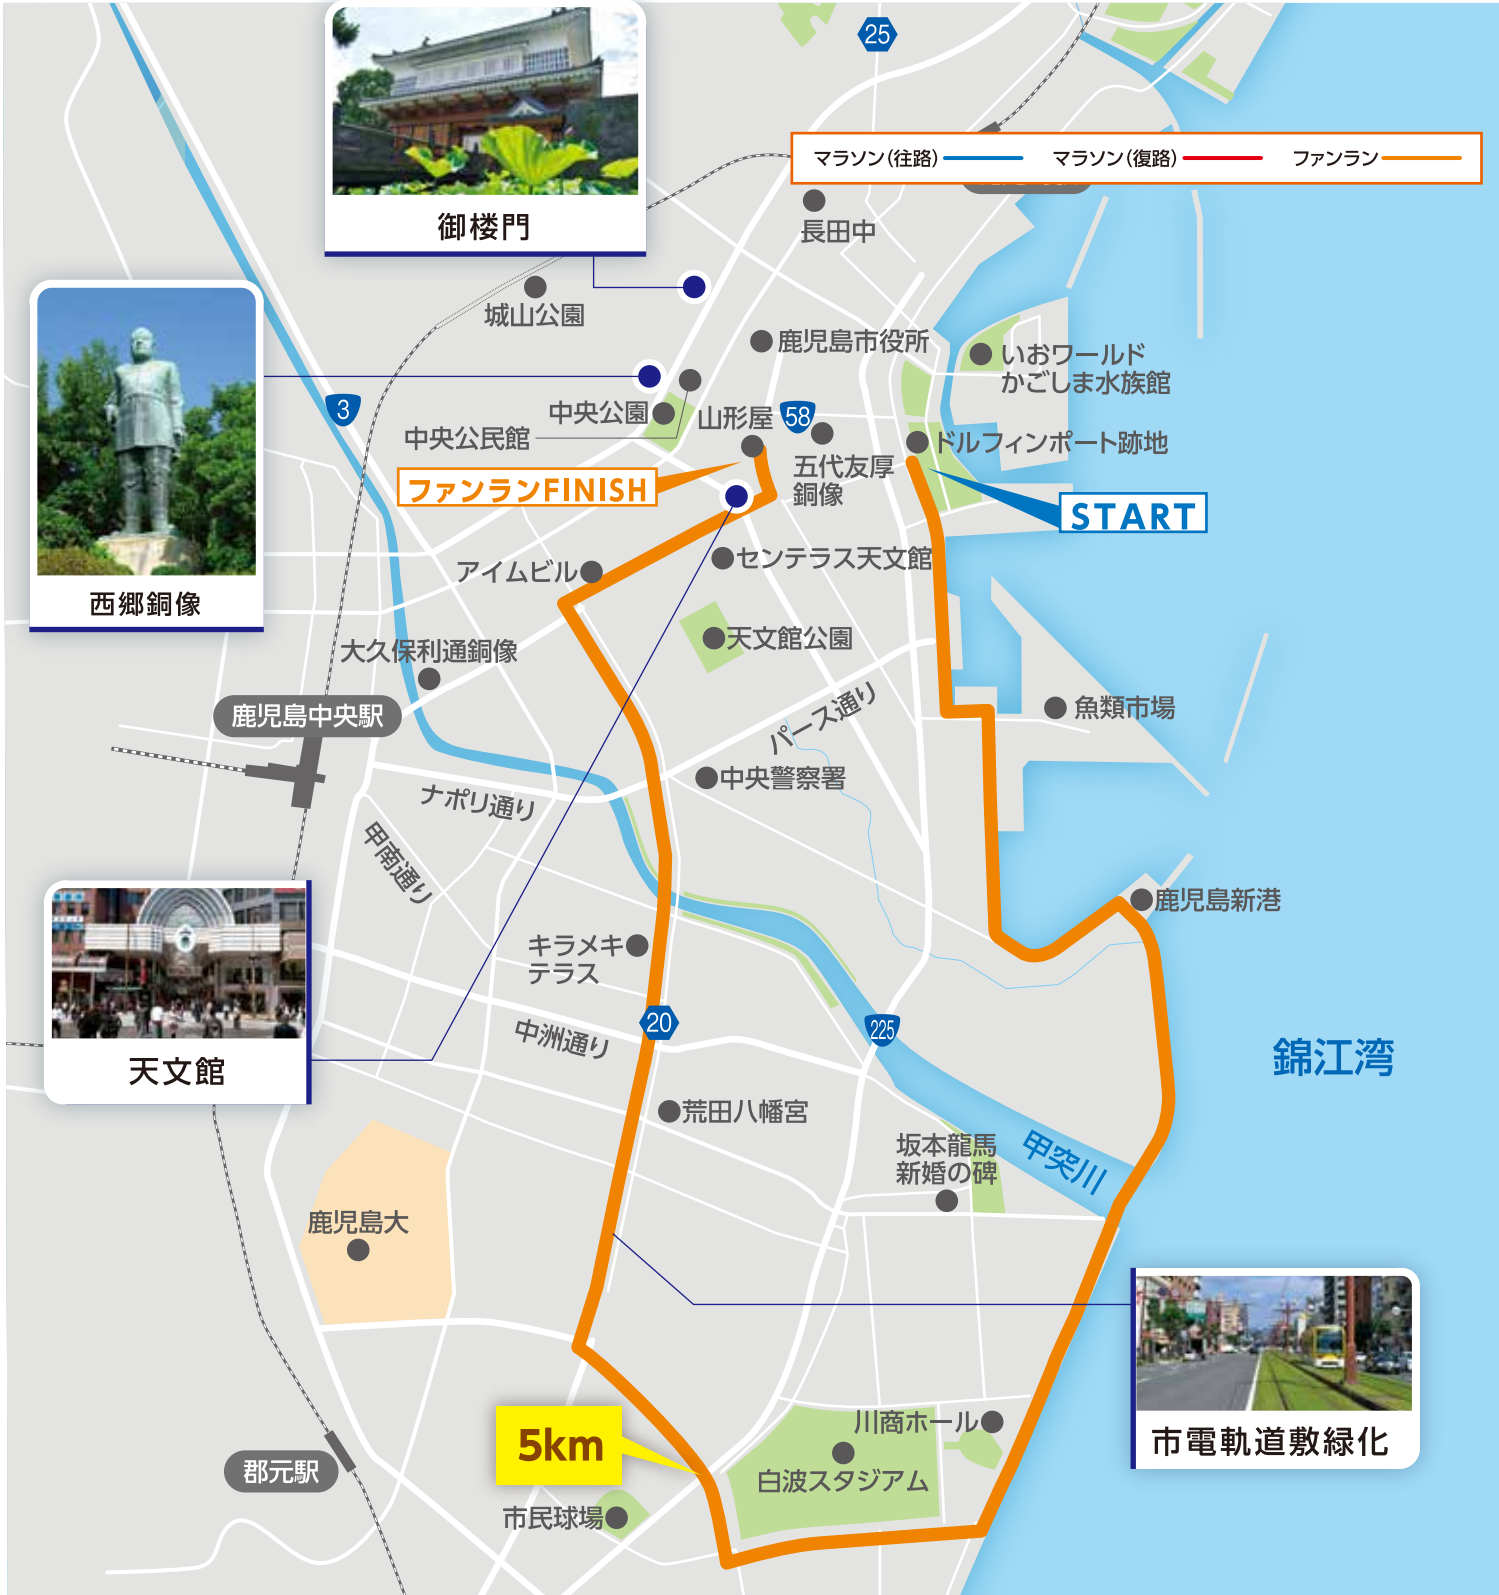 25
マラソン(往路)
マラソン(復路)
ファンラン
御楼門
長田中
城山公園
鹿児島市役所
いおワールド
かごしま水族館
3
中央公園
中央公民館
山形屋
58
五代友厚
銅像
ドルフィンポート跡地
ファンランFINISH
START
西郷銅像
アイムビル
センテラス天文館
天文館公園
大久保利通銅像
鹿児島中央駅
パース通り
魚類市場
中央警察署
ナポリ通り
甲南通り
鹿児島新港
キラメキ
テラス
中洲通り
20
225
錦江湾
天文館
荒田八幡宮
坂本龍馬
新婚の碑
甲突川
鹿児島大
市電軌道敷緑化
5km
川商ホール
白波スタジアム
郡元駅
市民球場